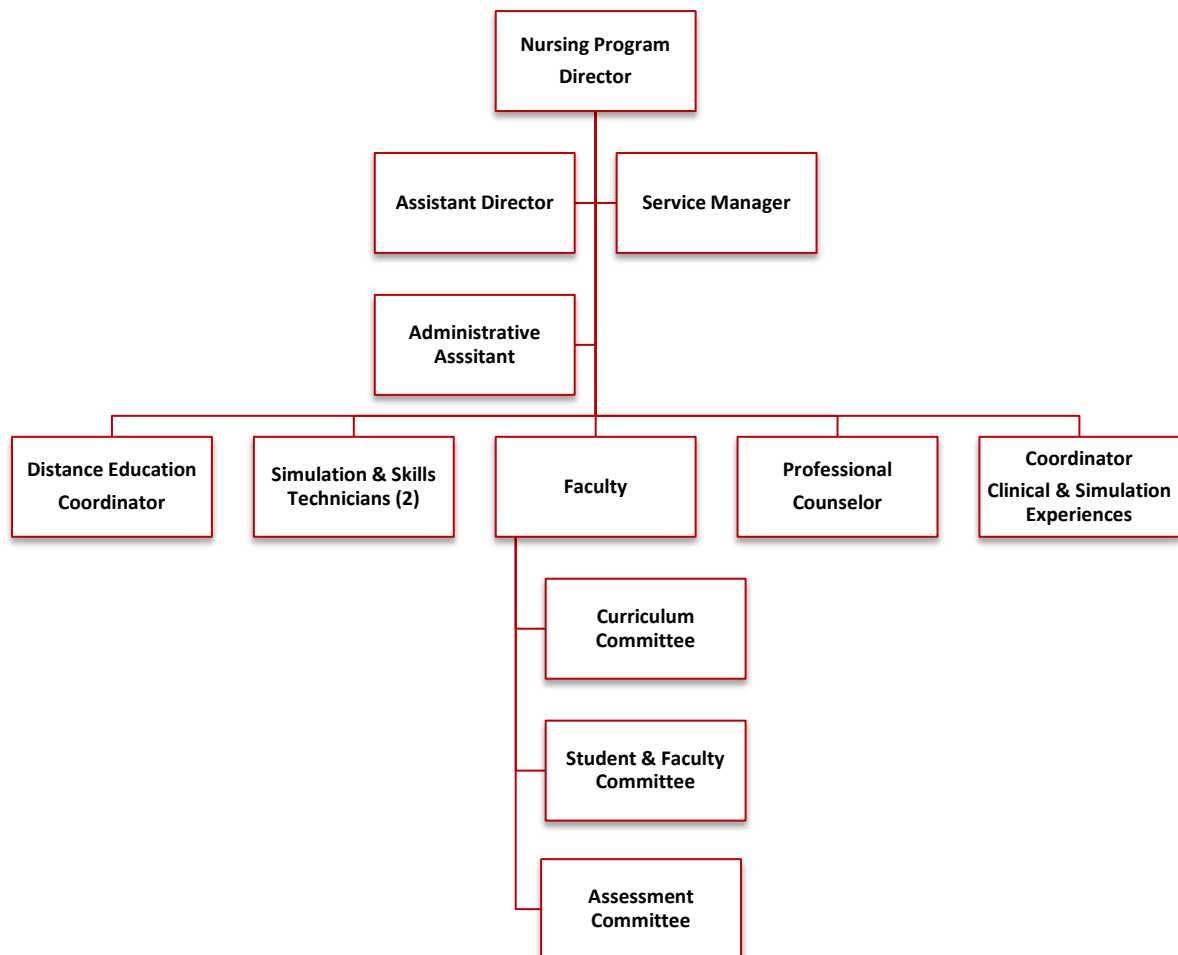 Nursing Program
Director
Assistant Director
Service Manager
Administrative
Asssitant
Distance Education
Coordinator
Simulation & Skills
Technicians (2)
Faculty
Professional
Counselor
Coordinator
Clinical & Simulation
Experiences
Curriculum
Committee
Student & Faculty
Committee
Assessment
Committee